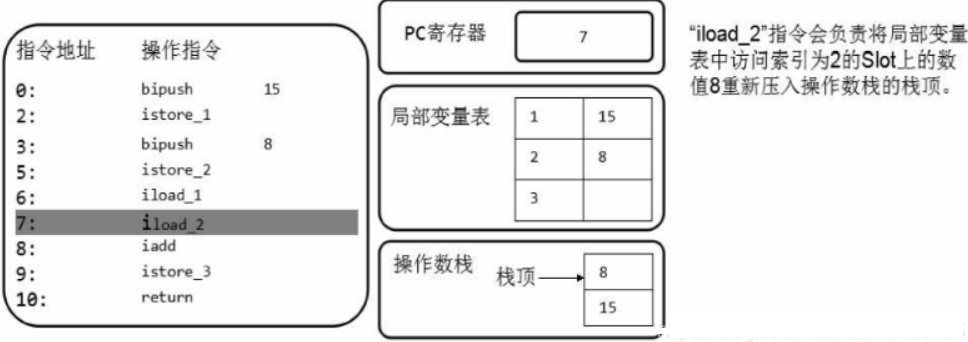 指令地址 操作指令
0: bipush 15
2: istore_1
3: bipush 8
5: istore_2
6: iload_1
7: iload_2
8: iadd
9: istore_3
10: return
PC寄存器 7
局部变量表
1 15
2 8
3
操作数栈
栈顶 8
15
“iload_2”指令会负责将局部变量
表中访问索引为2的Slot上的数
值8重新压入操作数栈的栈顶。